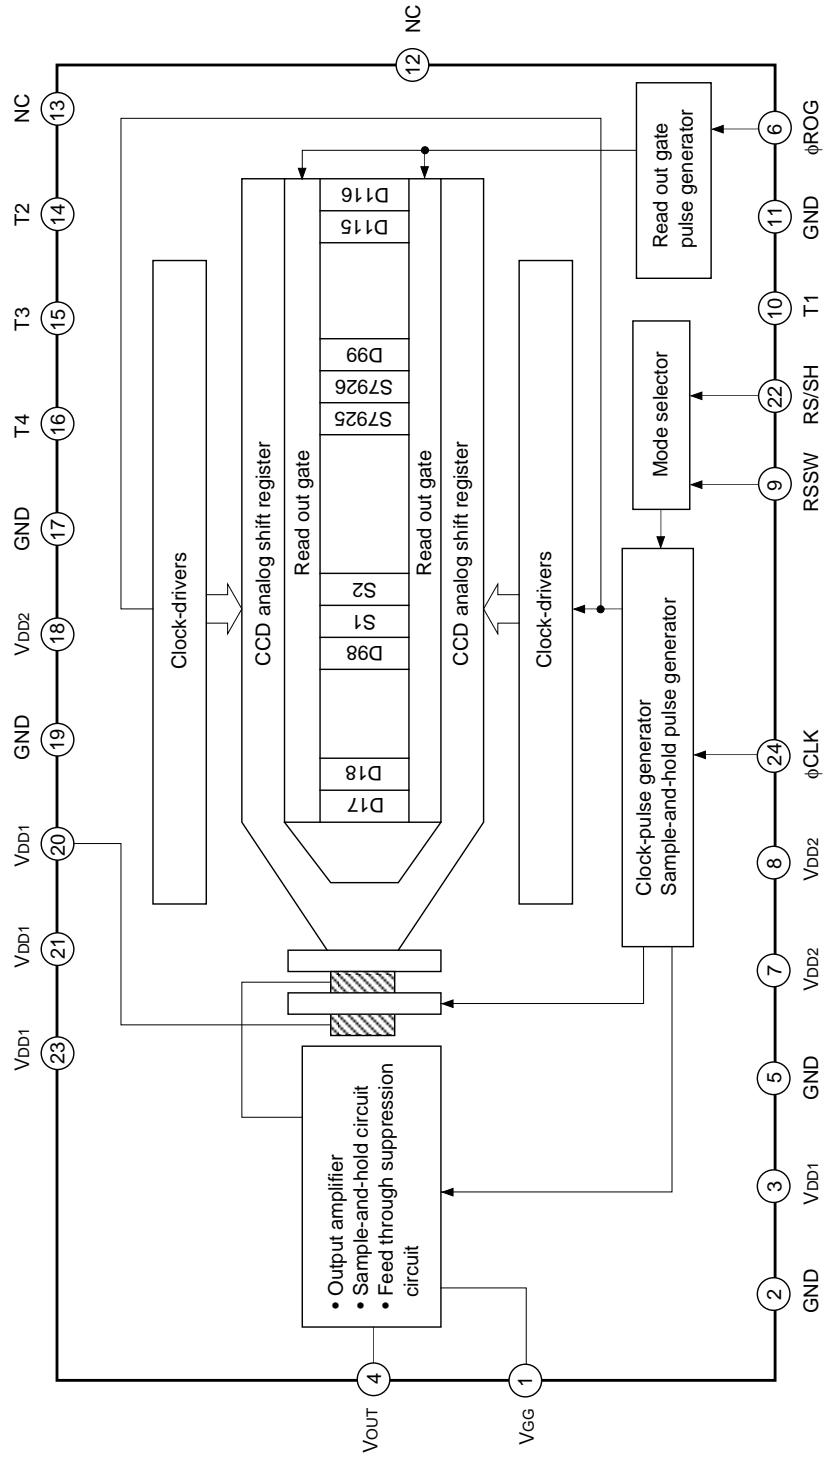 VDD1
23
VDD1
21
VDD1
20
GND
19
VDD2
18
GND
17
T4
16
T3
15
T2
14
NC
13
NC
12
Clock-drivers
CCD analog shift register
Read out gate
D17
D18
D98
S1
S2
S7925
S7926
D99
D115
D116
Read out gate
CCD analog shift register
Clock-drivers
• Output amplifier
• Sample-and-hold circuit
• Feed through suppression
circuit
VOUT
4
VGG
1
Clock-pulse generator
Sample-and-hold pulse generator
Mode selector
Read out gate
pulse generator
2
GND
3
VDD1
5
GND
7
VDD2
8
VDD2
24
ϕCLK
9
RSSW
22
RS/SH
10
T1
11
GND
6
ϕROG